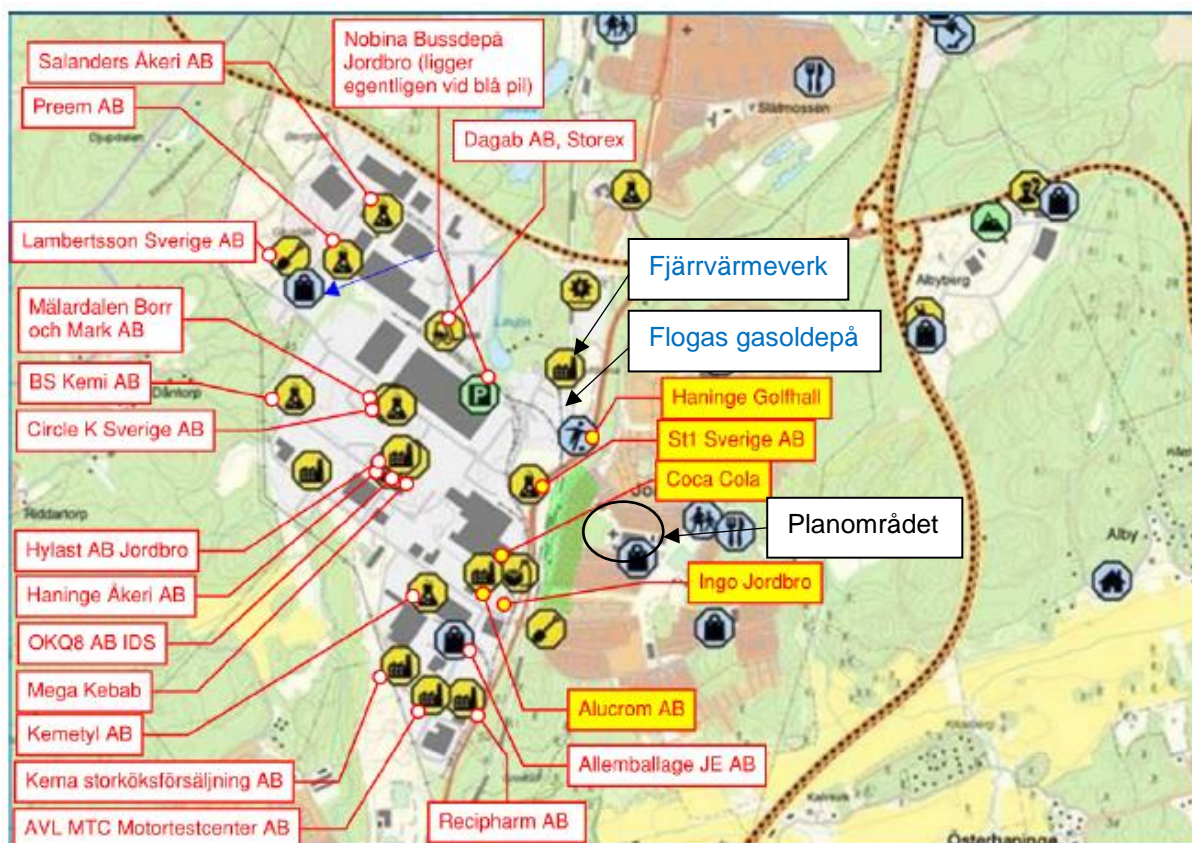 Salanders Åkeri AB
Preem AB
Nobina Bussdepå
Jordbro (ligger
egentligen vid blå pil)
Dagab AB, Storex
Slätmossen
Lambertsson Sverige AB
Fjärrvärmeverk
Albyberg
Mälardalen Borr
och Mark AB
Flogas gasoldepå
BS Kemi AB
Dåntorp
Haninge Golfhall
Circle K Sverige AB
St1 Sverige AB
Coca Cola
P
Riddartorp
Planområdet
Alby
Hylast AB Jordbro
Haninge Åkeri AB
Ingo Jordbro
OKQ8 AB IDS
Mega Kebab
Kemetyl AB
Alucrom AB
Kema storköksförsäljning AB
Allemballage JE AB
AVL MTC Motortestcenter AB
Recipharm AB
Kalvsvik
34
Österhaninge